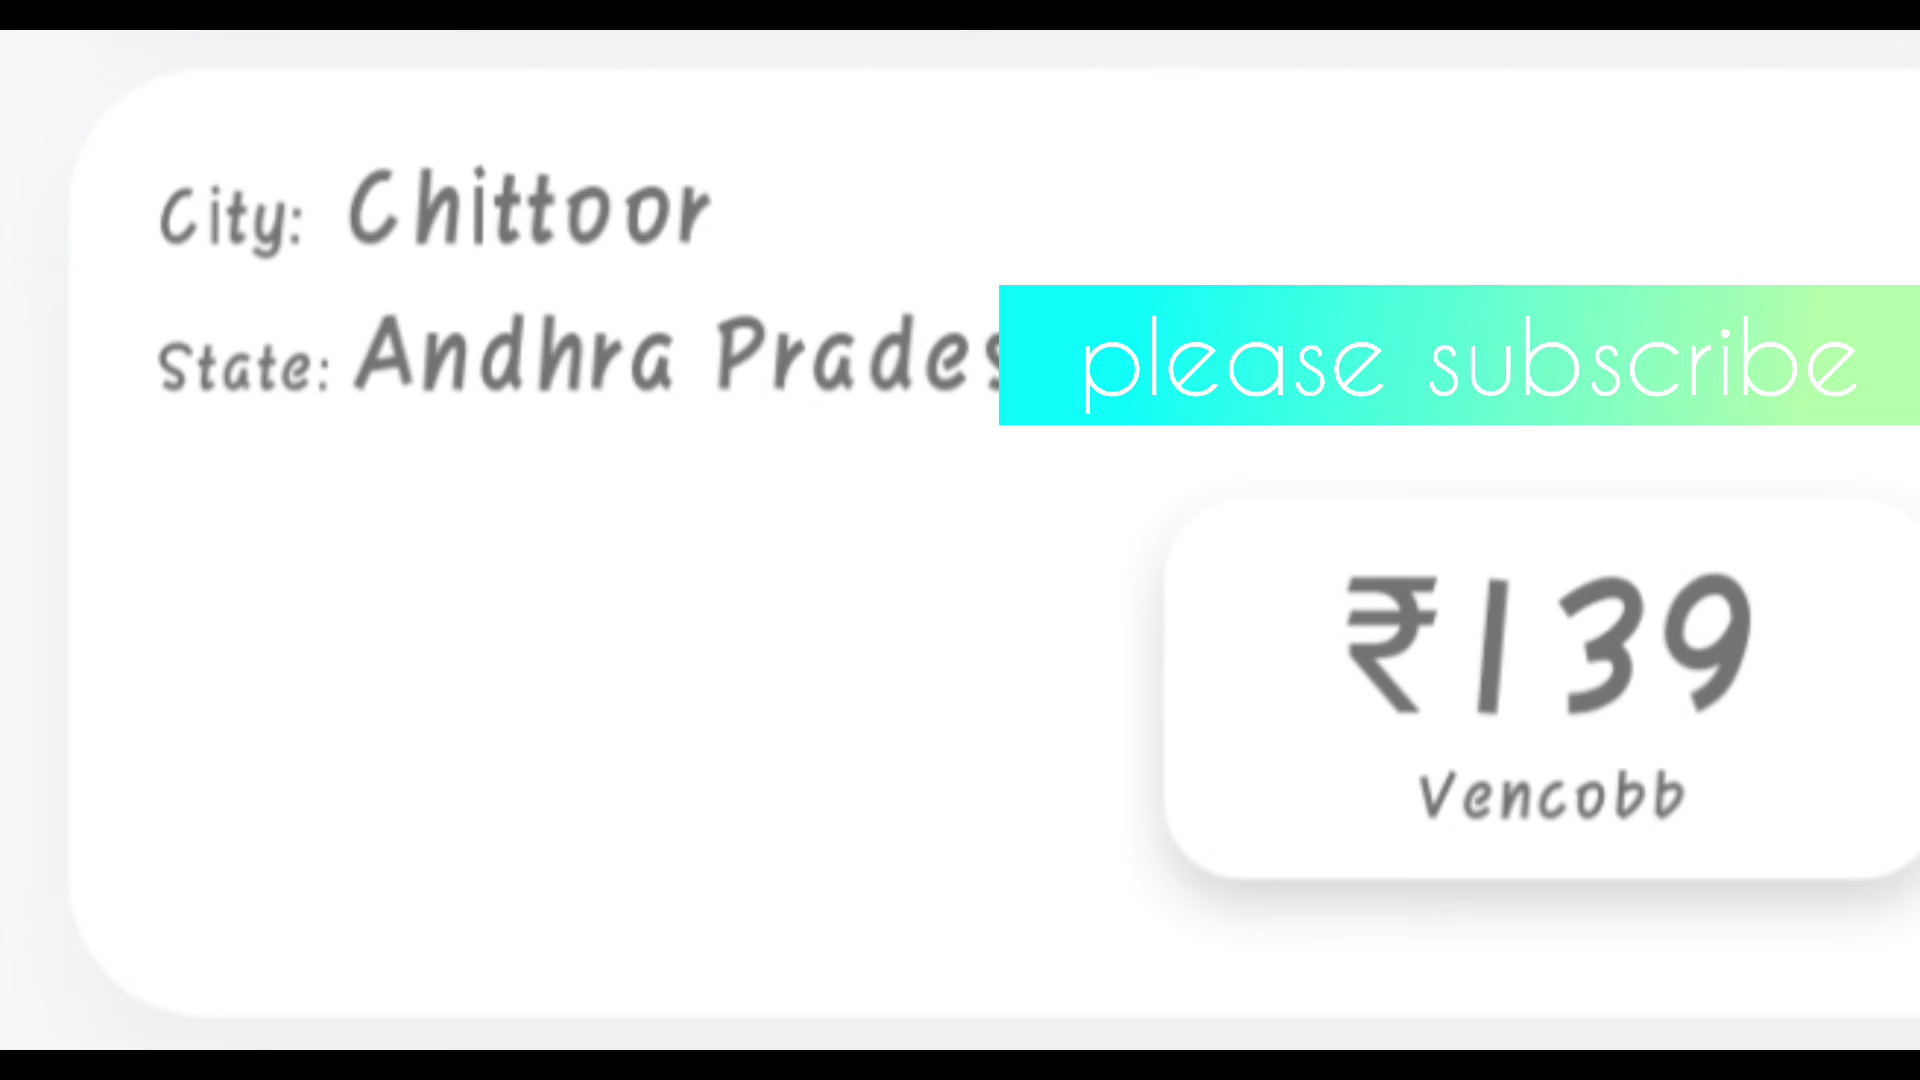 City: Chittoor
State: Andhra Prades
please subscribe
₹139
Vencobb